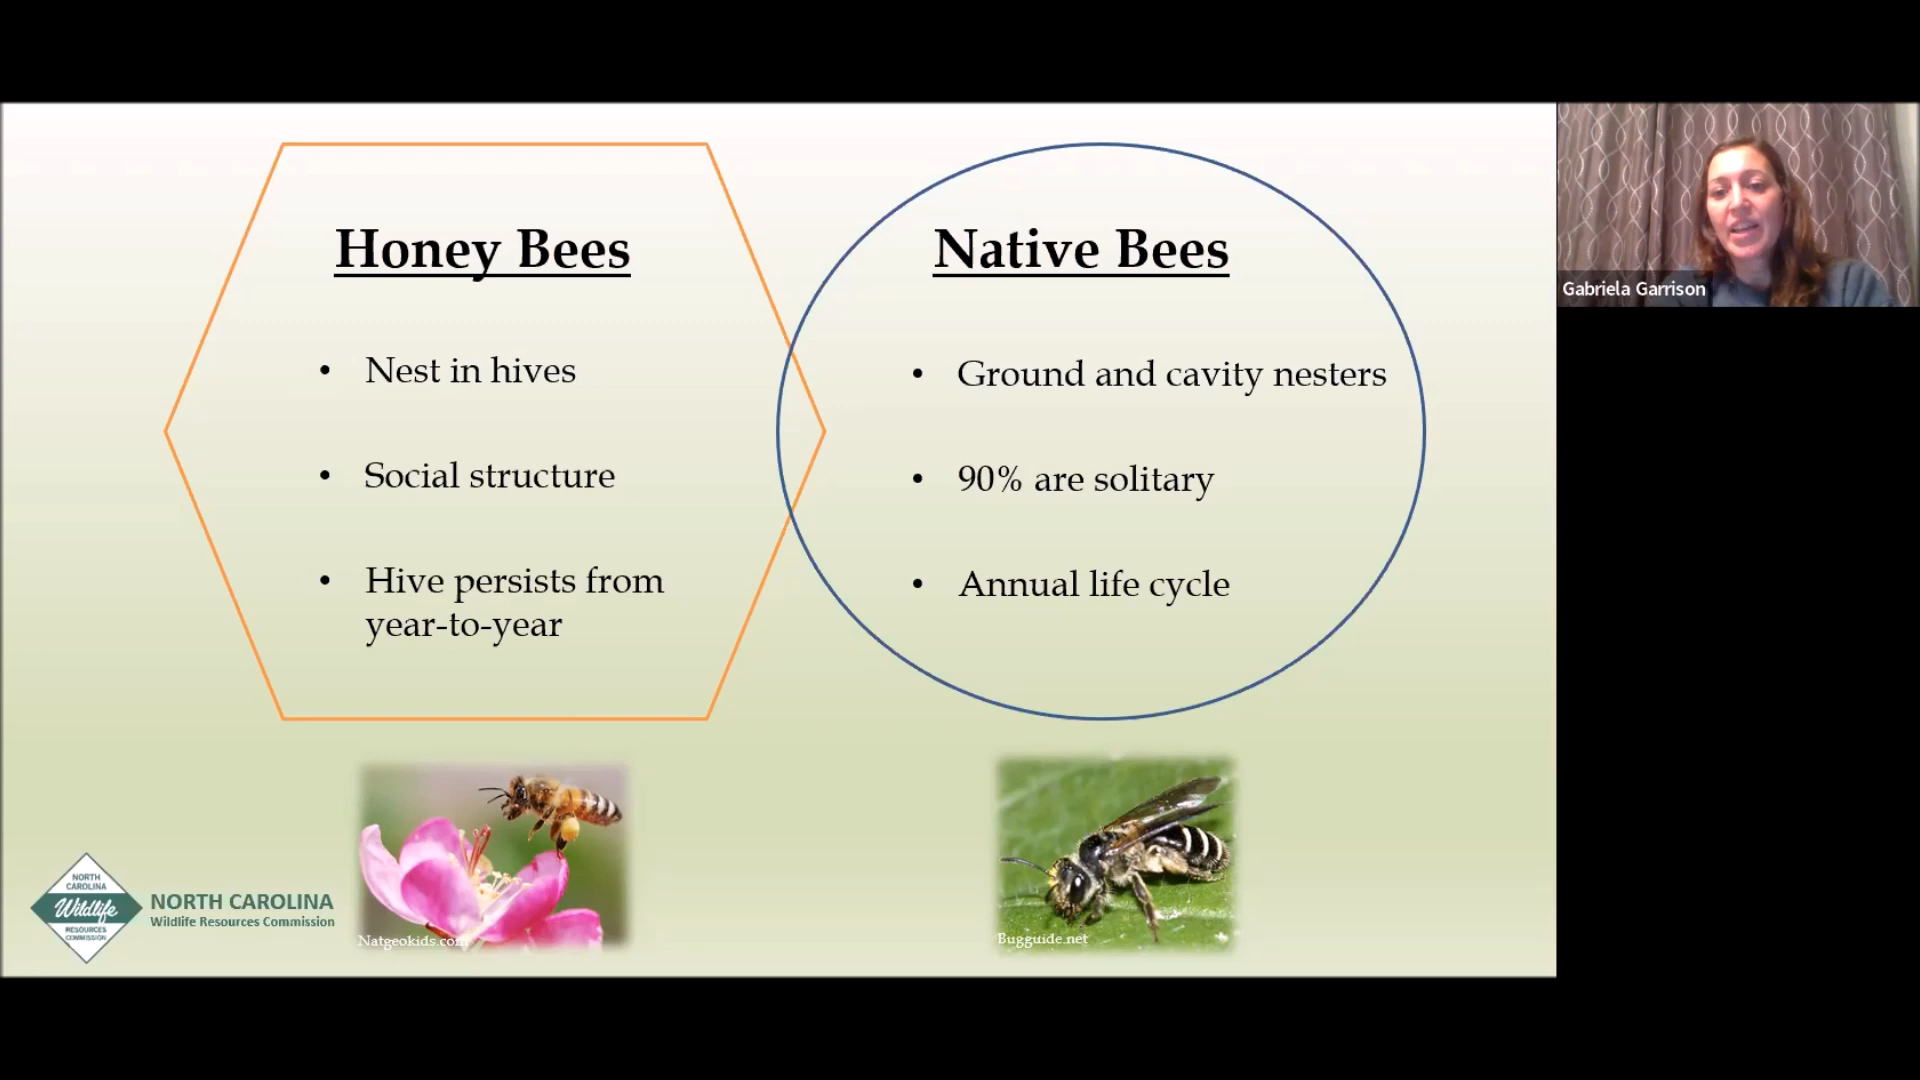 Honey Bees
• Nest in hives
• Social structure
• Hive persists from
year-to-year
Native Bees
• Ground and cavity nesters
• 90% are solitary
• Annual life cycle
Gabriela Garrison
NORTH
CAROLINA
Wildlife
RESOURCES
COMMISSION
NORTH CAROLINA
Wildlife Resources Commission
Natgeokids.com
Bugguide.net